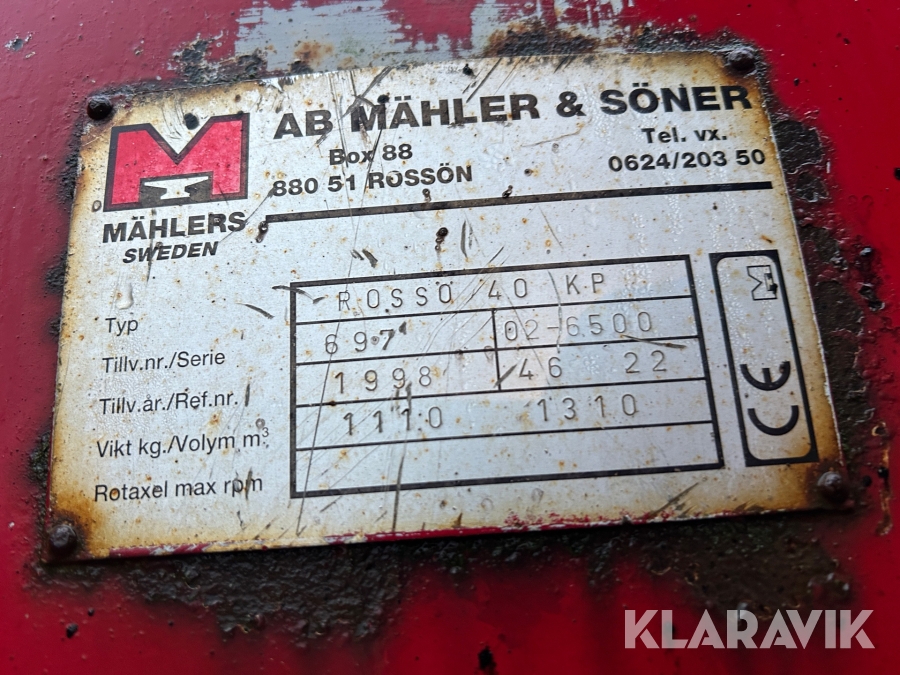 AB MÄHLER & SÖNER
Box 88
880 51 ROSSÖN
Tel. vx.
0624/203 50
M
MÄHLERS
SWEDEN
Typ
ROSSÖ 40 KP
Tillv.nr./Serie
697
02-6500
Tillv.år./Ref.nr.
1998
46 22
Vikt kg./Volym m³
1110 1310
Rotaxel max rpm
CE
KLARAVIK